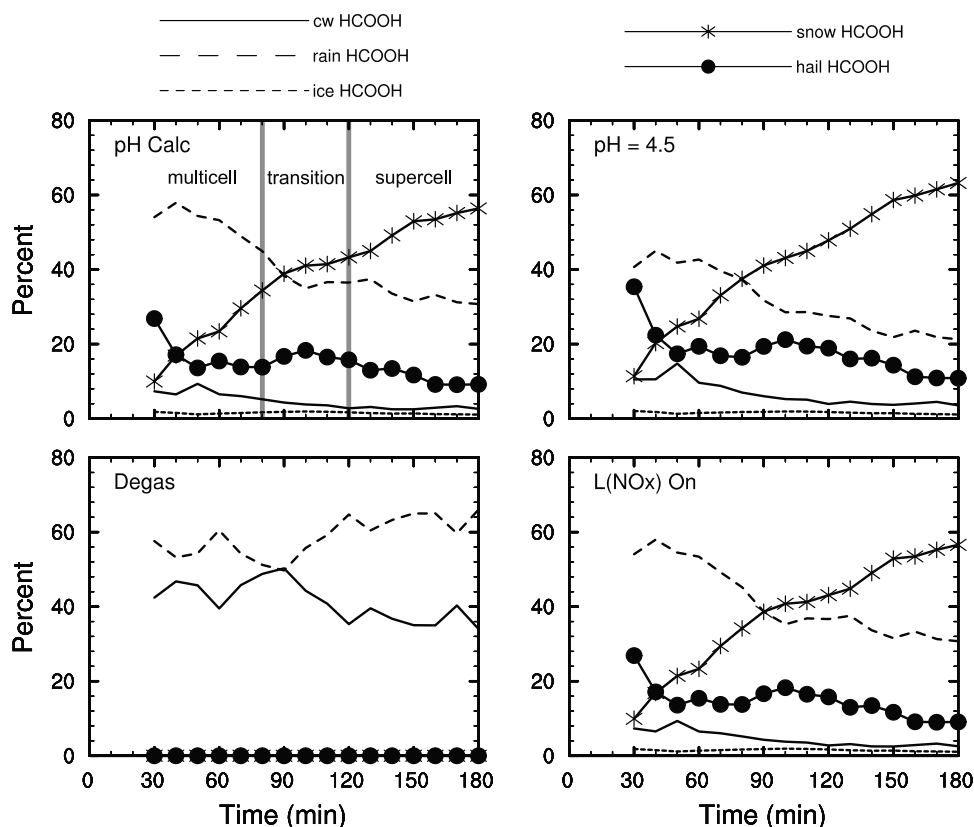 cw HCOOH
rain HCOOH
ice HCOOH
snow HCOOH
hail HCOOH
80
60
40
20
0
Percent
pH Calc
multicell
transition
supercell
80
60
40
20
0
pH = 4.5
80
60
40
20
0
Percent
Degas
0 30 60 90 120 150 180
Time (min)
80
60
40
20
0
L(NOx) On
0 30 60 90 120 150 180
Time (min)